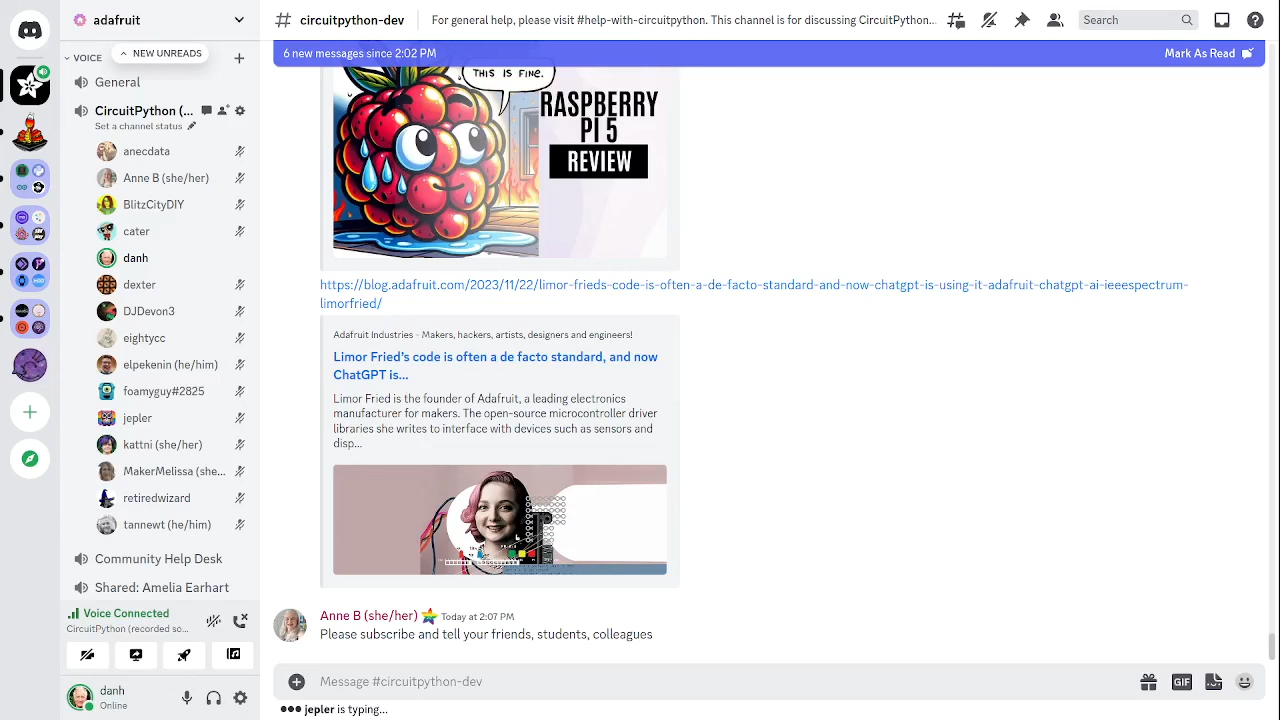 adafruit
circuitpython-dev
For general help, please visit #help-with-circuitpython. This channel is for discussing CircuitPython...
Search
NEW UNREADS
6 new messages since 2:02 PM
Mark As Read
VOICE
General
CircuitPython (...
Set a channel status
anecdata
Anne B (she/her)
BlitzCityDIY
cater
danh
dexter
DJDevon3
eightycc
elpekenin (he/him)
foamyguy#2825
jepler
kattni (she/her)
MakerMelissa (she...
retiredwizard
tannewt (he/him)
Community Help Desk
Shared: Amelia Earhart
Voice Connected
CircuitPython (recorded so...
danh
Online
THIS IS FINE.
RASPBERRY
PI 5
REVIEW
https://blog.adafruit.com/2023/11/22/limor-frieds-code-is-often-a-de-facto-standard-and-now-chatgpt-is-using-it-adafruit-chatgpt-ai-ieeespectrum-
limorfried/
Adafruit Industries - Makers, hackers, artists, designers and engineers!
Limor Fried's code is often a de facto standard, and now
ChatGPT is...
Limor Fried is the founder of Adafruit, a leading electronics
manufacturer for makers. The open-source microcontroller driver
libraries she writes to interface with devices such as sensors and
disp...
Anne B (she/her) Today at 2:07 PM
Please subscribe and tell your friends, students, colleagues
Message #circuitpython-dev
GIF
jepler is typing...